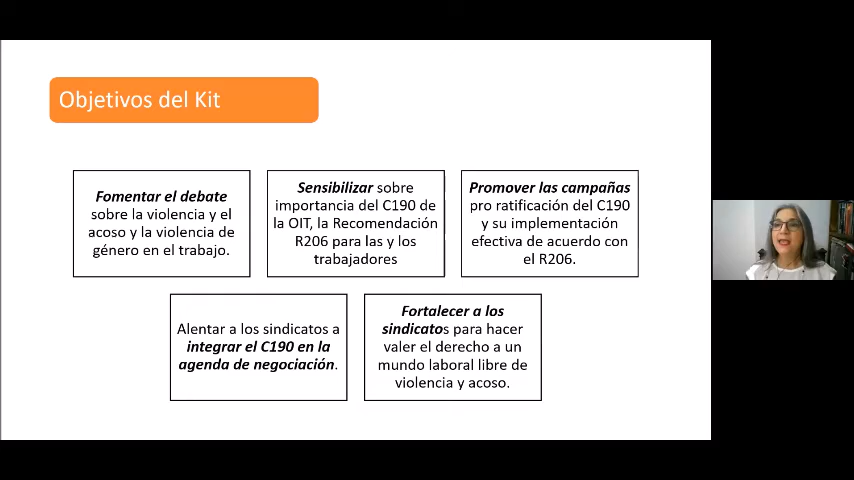 Objetivos del Kit
Fomentar el debate
sobre la violencia y el
acoso y la violencia de
género en el trabajo.
Sensibilizar sobre
importancia del C190 de
la OIT, la Recomendación
R206 para las y los
trabajadores
Promover las campañas
pro ratificación del C190
y su implementación
efectiva de acuerdo con
el R206.
Alentar a los sindicatos a
integrar el C190 en la
agenda de negociación.
Fortalecer a los
sindicatos para hacer
valer el derecho a un
mundo laboral libre de
violencia y acoso.